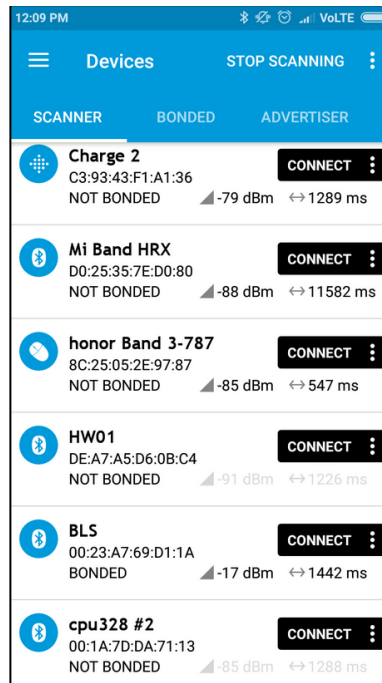 12:09 PM VoLTE
Devices STOP SCANNING
SCANNER BONDED ADVERTISER
Charge 2
CONNECT
C3:93:43:F1:A1:36
NOT BONDED -79 dBm 1289 ms
Mi Band HRX
CONNECT
D0:25:35:7E:D0:80
NOT BONDED -88 dBm 11582 ms
honor Band 3-787
CONNECT
8C:25:05:2E:97:87
NOT BONDED -85 dBm 547 ms
HW01
CONNECT
DE:A7:A5:D6:0B:C4
NOT BONDED -91 dBm 1226 ms
BLS
CONNECT
00:23:A7:69:D1:1A
BONDED -17 dBm 1442 ms
cpu328 #2
CONNECT
00:1A:7D:DA:71:13
NOT BONDED -85 dBm 1288 ms